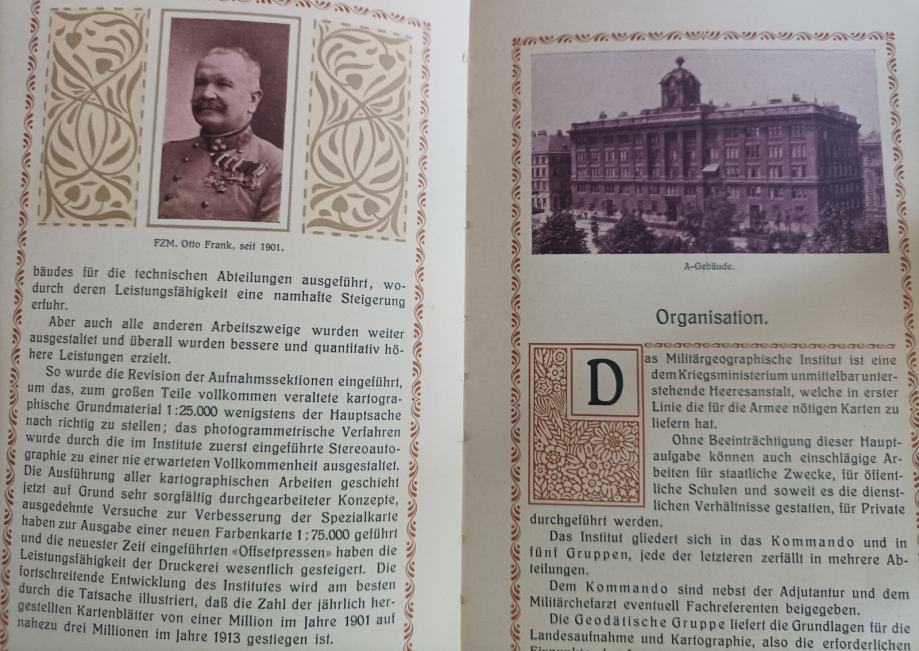 FZM. Otto Frank, seit 1901.
bäudes für die technischen Abteilungen ausgeführt, wo-
durch deren Leistungsfähigkeit eine namhafte Steigerung
erfuhr.
Aber auch alle anderen Arbeitszweige wurden weiter
ausgestaltet und überall wurden bessere und quantitativ hö-
here Leistungen erzielt.
So wurde die Revision der Aufnahmssektionen eingeführt,
um das, zum großen Teile vollkommen veraltete kartogra-
phische Grundmaterial 1:25.000 wenigstens der Hauptsache
nach richtig zu stellen; das photogrammetrische Verfahren
wurde durch die im Institute zuerst eingeführte Stereoauto-
graphie zu einer nie erwarteten Vollkommenheit ausgestaltet.
Die Ausführung aller kartographischen Arbeiten geschieht
jetzt auf Grund sehr sorgfältig durchgearbeiteter Konzepte,
ausgedehnte Versuche zur Verbesserung der Spezialkarte
haben zur Ausgabe einer neuen Farbenkarte 1:75.000 geführt
und die neuester Zeit eingeführten «Offsetpressen» haben die
Leistungsfähigkeit der Druckerei wesentlich gesteigert. Die
fortschreitende Entwicklung des Institutes wird am besten
durch die Tatsache illustriert, daß die Zahl der jährlich her-
gestellten Kartenblätter von einer Million im Jahre 1901 auf
nahezu drei Millionen im Jahre 1913 gestiegen ist.
A-Gebäude.
Organisation.
Das Militärgeographische Institut ist eine
dem Kriegsministerium unmittelbar unter-
stehende Heeresanstalt, welche in erster
Linie die für die Armee nötigen Karten zu
liefern hat.
Ohne Beeinträchtigung dieser Haupt-
aufgabe können auch einschlägige Ar-
beiten für staatliche Zwecke, für öffent-
liche Schulen und soweit es die dienst-
lichen Verhältnisse gestatten, für Private
durchgeführt werden.
Das Institut gliedert sich in das Kommando und in
fünf Gruppen, jede der letzteren zerfällt in mehrere Ab-
teilungen.
Dem Kommando sind nebst der Adjutantur und dem
Militärchefarzt eventuell Fachreferenten beigegeben.
Die Geodätische Gruppe liefert die Grundlagen für die
Landesaufnahme und Kartographie, also die erforderlichen